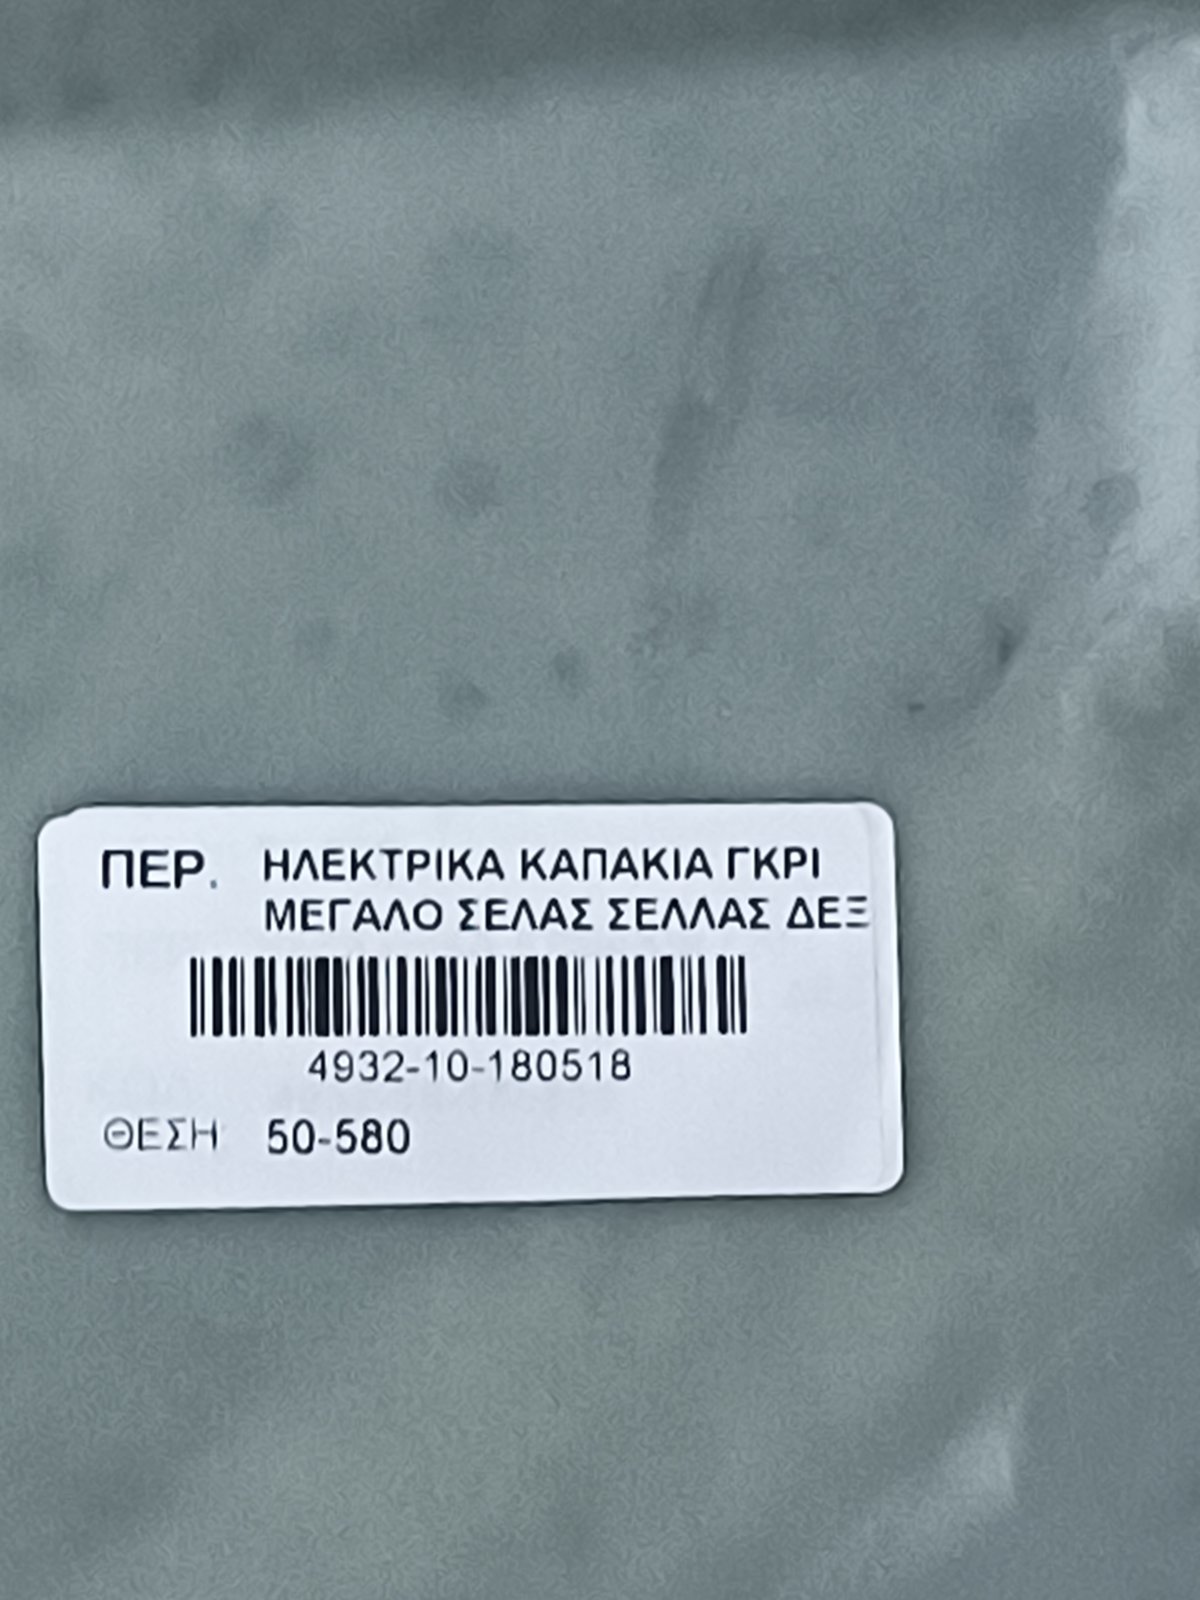 ΠΕΡ. ΗΛΕΚΤΡΙΚΑ ΚΑΠΑΚΙΑ ΓΚΡΙ
ΜΕΓΑΛΟ ΣΕΛΑΣ ΣΕΛΛΑΣ ΔΕΞ
4932-10-180518
ΘΕΣΗ 50-580